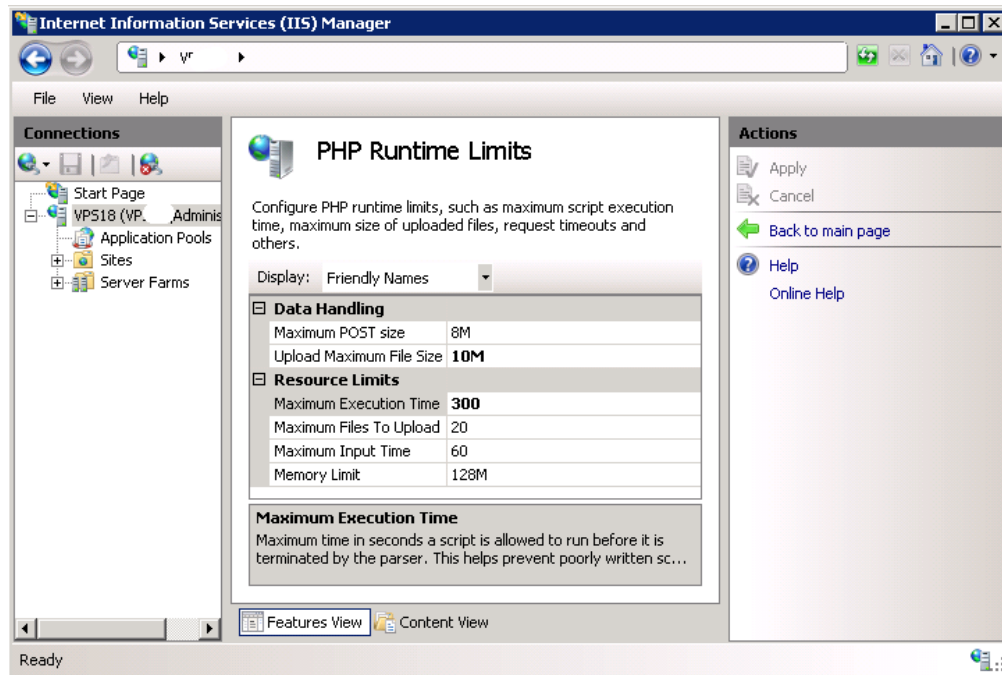 Internet Information Services (IIS) Manager
File View Help
Connections
Start Page
VPS18 (VP. ,Adminis
Application Pools
Sites
Server Farms
PHP Runtime Limits
Configure PHP runtime limits, such as maximum script execution
time, maximum size of uploaded files, request timeouts and
others.
Display: Friendly Names
Data Handling
Maximum POST size 8M
Upload Maximum File Size 10M
Resource Limits
Maximum Execution Time 300
Maximum Files To Upload 20
Maximum Input Time 60
Memory Limit 128M
Maximum Execution Time
Maximum time in seconds a script is allowed to run before it is
terminated by the parser. This helps prevent poorly written sc...
Features View Content View
Actions
Apply
Cancel
Back to main page
Help
Online Help
Ready